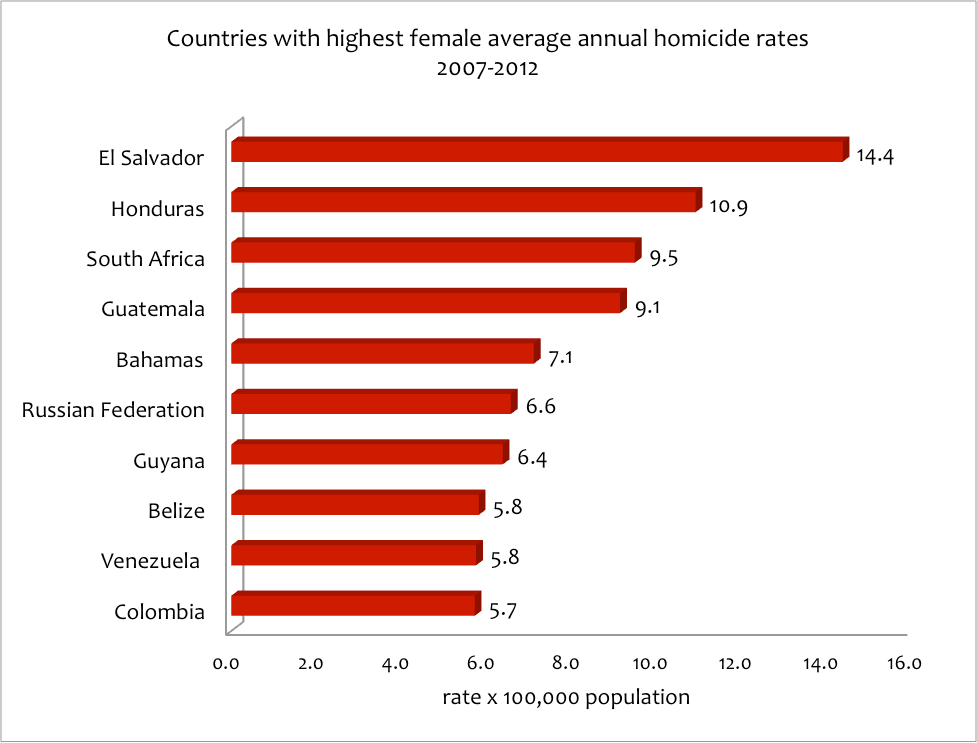 Countries with highest female average annual homicide rates
2007-2012
El Salvador 14.4
Honduras 10.9
South Africa 9.5
Guatemala 9.1
Bahamas 7.1
Russian Federation 6.6
Guyana 6.4
Belize 5.8
Venezuela 5.8
Colombia 5.7
0.0 2.0 4.0 6.0 8.0 10.0 12.0 14.0 16.0
rate x 100,000 population